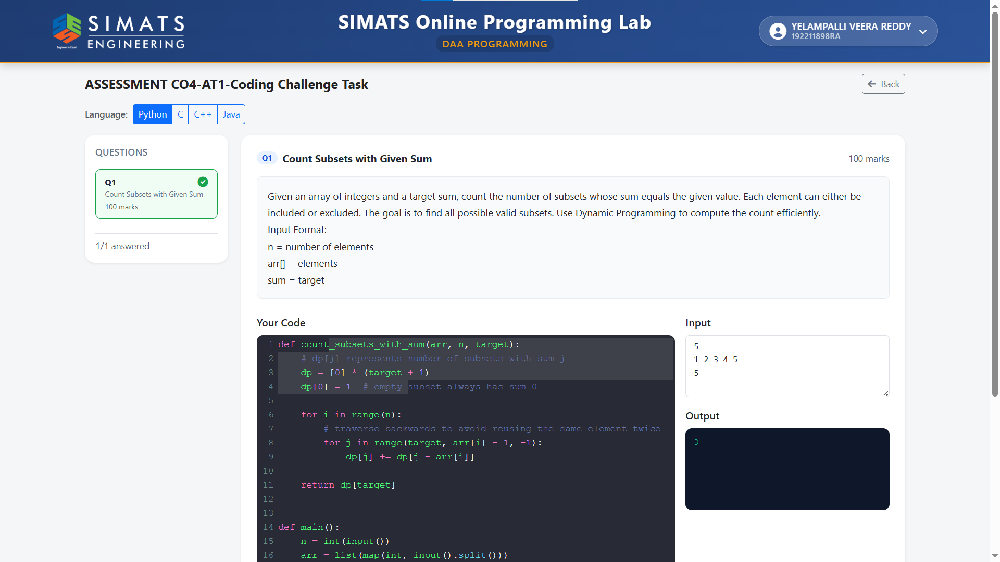 SIMATS
ENGINEERING
Engineer to Excel
SIMATS Online Programming Lab
DAA PROGRAMMING
YELAMPALLI VEERA REDDY
192211898RA
ASSESSMENT CO4-AT1-Coding Challenge Task
Back
Language:
Python
C
C++
Java
QUESTIONS
Q1
Count Subsets with Given Sum
100 marks
1/1 answered
Q1
Count Subsets with Given Sum
100 marks
Given an array of integers and a target sum, count the number of subsets whose sum equals the given value. Each element can either be
included or excluded. The goal is to find all possible valid subsets. Use Dynamic Programming to compute the count efficiently.
Input Format:
n = number of elements
arr[] = elements
sum = target
Your Code
1 def count_subsets_with_sum(arr, n, target):
2     # dp[j] represents number of subsets with sum j
3     dp = [0] * (target + 1)
4     dp[0] = 1  # empty subset always has sum 0
5
6     for i in range(n):
7         # traverse backwards to avoid reusing the same element twice
8         for j in range(target, arr[i] - 1, -1):
9             dp[j] += dp[j - arr[i]]
10
11     return dp[target]
12
13
14 def main():
15     n = int(input())
16     arr = list(map(int, input().split()))
Input
5
1 2 3 4 5
5
Output
3